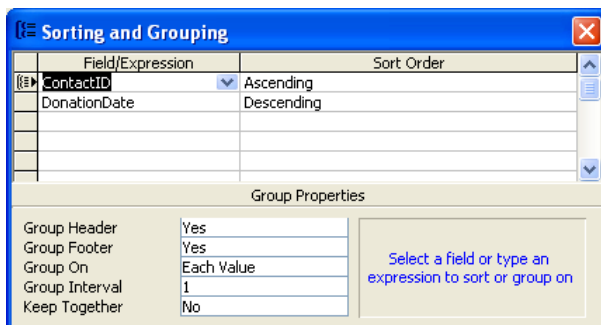 Sorting and Grouping
Field/Expression Sort Order
ContactID Ascending
DonationDate Descending
Group Properties
Group Header Yes
Group Footer Yes
Group On Each Value
Group Interval 1
Keep Together No
Select a field or type an
expression to sort or group on